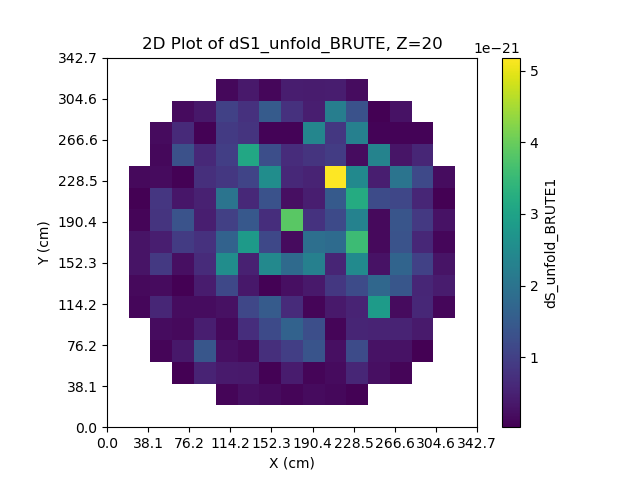 2D Plot of dS1_unfold_BRUTE, Z=20
1e−21
342.7
304.6
266.6
228.5
190.4
152.3
114.2
76.2
38.1
0.0
Y (cm)
0.0 38.1 76.2 114.2 152.3 190.4 228.5 266.6 304.6 342.7
X (cm)
5
4
3
2
1
dS_unfold_BRUTE1